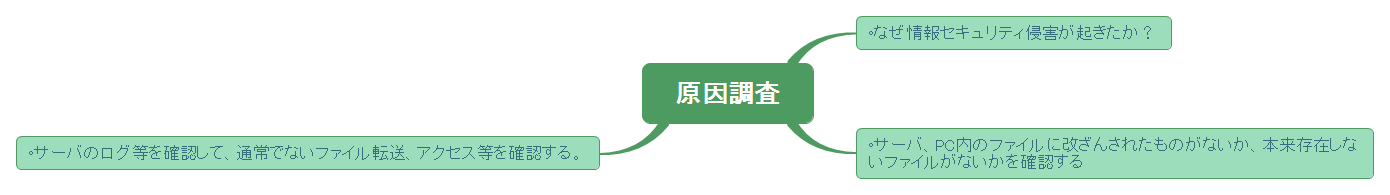 ◦なぜ情報セキュリティ侵害が起きたか？
原因調査
◦サーバのログ等を確認して、通常でないファイル転送、アクセス等を確認する。
◦サーバ、PC内のファイルに改ざんされたものがないか、本来存在しな
いファイルがないかを確認する